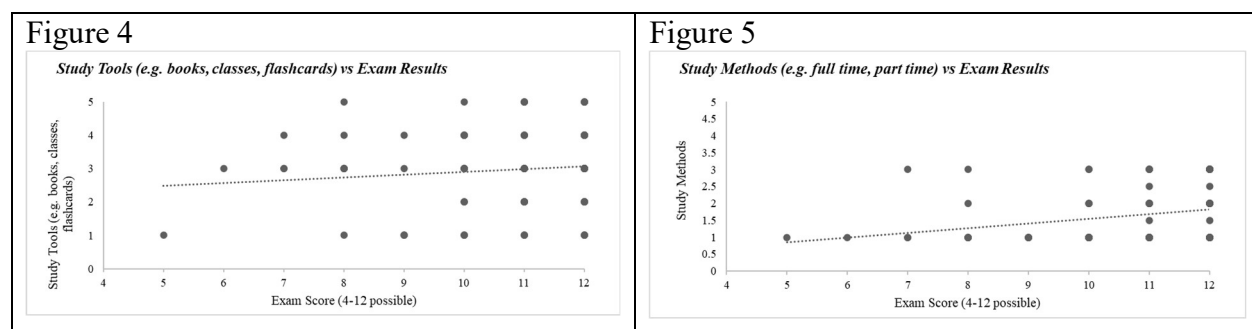 Figure 4
Study Tools (e.g. books, classes, flashcards) vs Exam Results
Study Tools (e.g. books, classes,
flashcards)
5
4
3
2
1
0
4 5 6 7 8 9 10 11 12
Exam Score (4-12 possible)
Figure 5
Study Methods (e.g. full time, part time) vs Exam Results
Study Methods
5
4.5
4
3.5
3
2.5
2
1.5
1
0.5
0
4 5 6 7 8 9 10 11 12
Exam Score (4-12 possible)